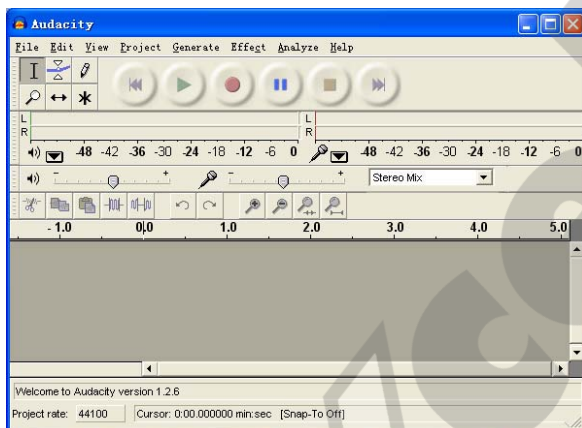 Audacity
File Edit View Project Generate Effect Analyze Help
L
R
-48 -42 -36 -30 -24 -18 -12 -6 0
L
R
-48 -42 -36 -30 -24 -18 -12 -6 0
- + - + Stereo Mix
- 1.0 0.0 1.0 2.0 3.0 4.0 5.0
Welcome to Audacity version 1.2.6
Project rate: 44100 Cursor: 0:00.000000 min:sec [Snap-To Off]